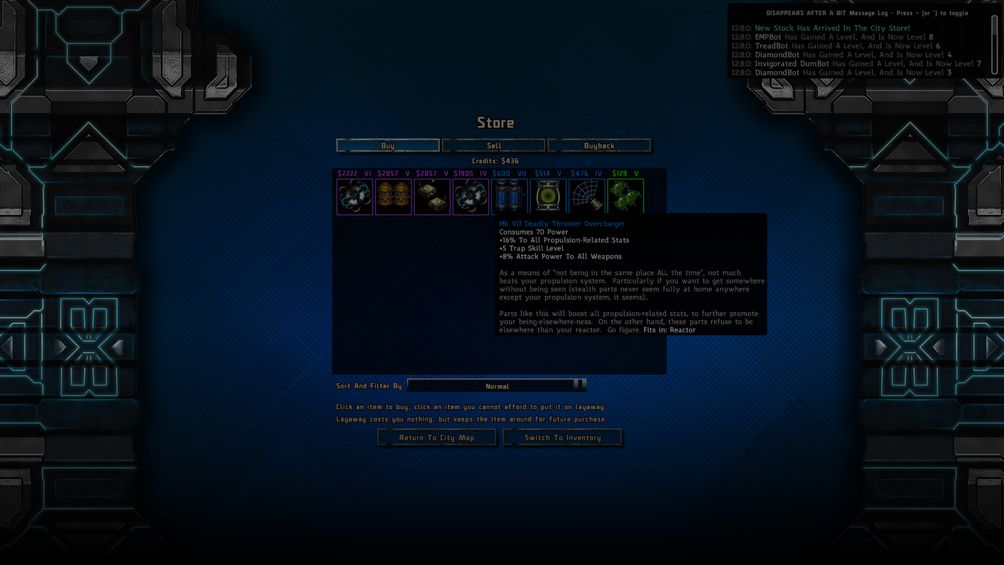 DISAPPEARS AFTER A BIT Message Log - Press ~ (or ') to toggle
12:8:0: New Stock Has Arrived In The City Store!
12:8:0: EMPBot Has Gained A Level, And Is Now Level 8
12:8:0: TreadBot Has Gained A Level, And Is Now Level 6
12:8:0: DiamondBot Has Gained A Level, And Is Now Level 4
12:8:0: Invigorated DumBot Has Gained A Level, And Is Now Level 7
12:8:0: DiamondBot Has Gained A Level, And Is Now Level 3
Store
Buy Sell Buyback
Credits: $436
$2222 VI $2057 V $2057 V $1905 IV $600 VII $514 V $476 IV $129 V
Mk VII Deadly Thruster Overcharger
Consumes 70 Power
+16% To All Propulsion-Related Stats
+5 Trap Skill Level
+8% Attack Power To All Weapons
As a means of "not being in the same place ALL the time", not much
beats your propulsion system. Particularly if you want to get somewhere
without being seen (stealth parts never seem fully at home anywhere
except your propulsion system, it seems).
Parts like this will boost all propulsion-related stats, to further promote
your being-elsewhere-ness. On the other hand, these parts refuse to be
elsewhere than your reactor. Go figure. Fits in: Reactor
Sort And Filter By Normal
Click an item to buy; click an item you cannot afford to put it on layaway.
Layaway costs you nothing, but keeps the item around for future purchase.
Return To City Map Switch To Inventory